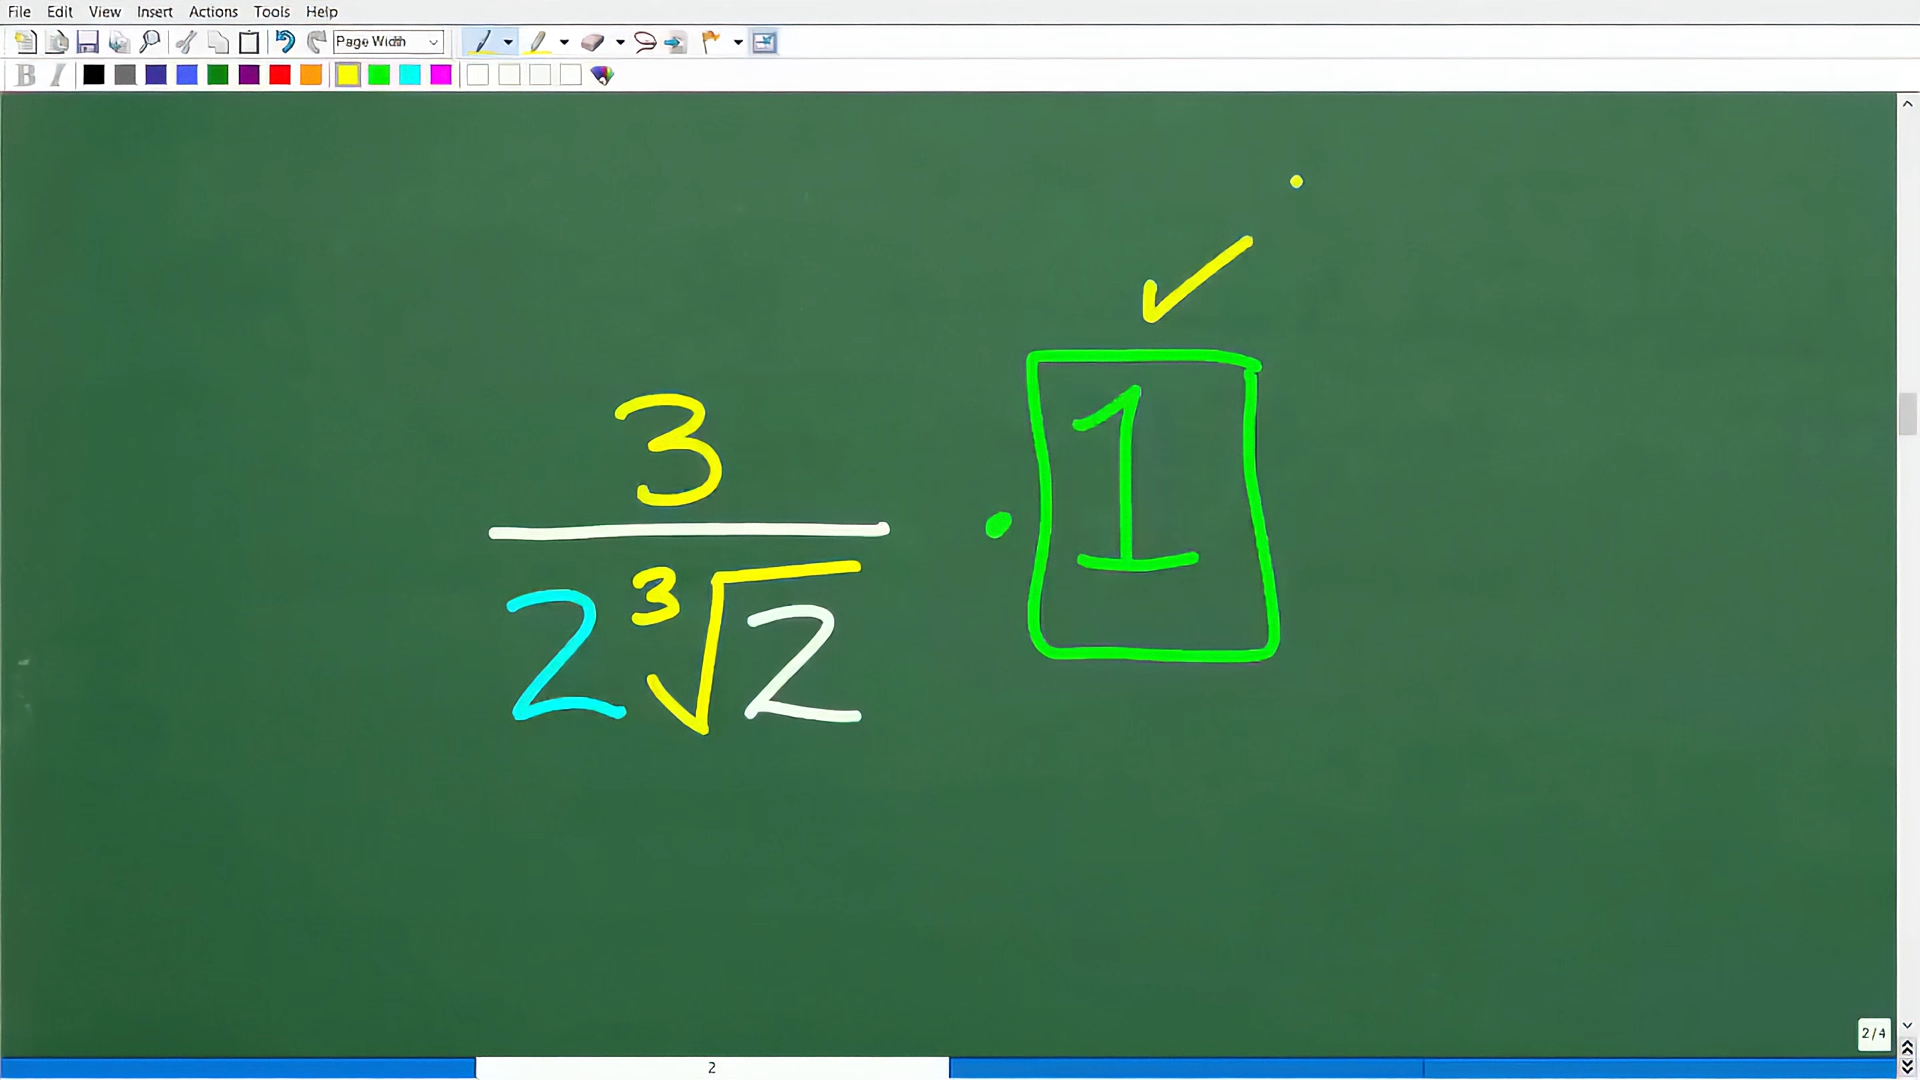 File Edit View Insert Actions Tools Help
Page Width
B I
3
2 ³√2 · 1
2/4
2